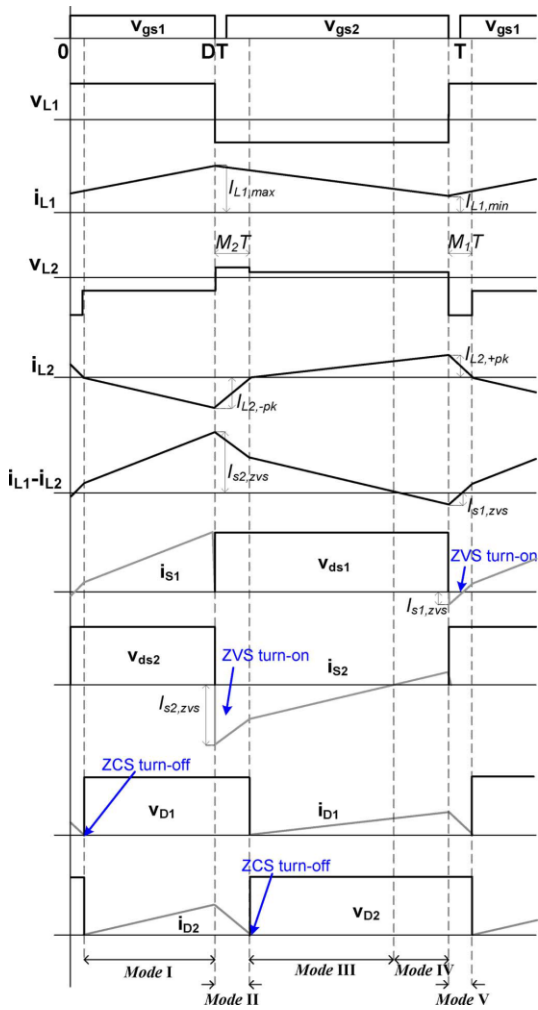 vgs1 vgs2 vgs1
0 DT T
vL1
IL1,max
iL1 IL1,min
M2T M1T
vL2
IL2,+pk
iL2
IL2,-pk
Is2,zvs
iL1-iL2
Is1,zvs
ZVS turn-on
iS1 vds1
Is1,zvs
ZVS turn-on
vds2 iS2
Is2,zvs
ZCS turn-off
vD1 iD1
ZCS turn-off
iD2 vD2
Mode I Mode III Mode IV
Mode II Mode V